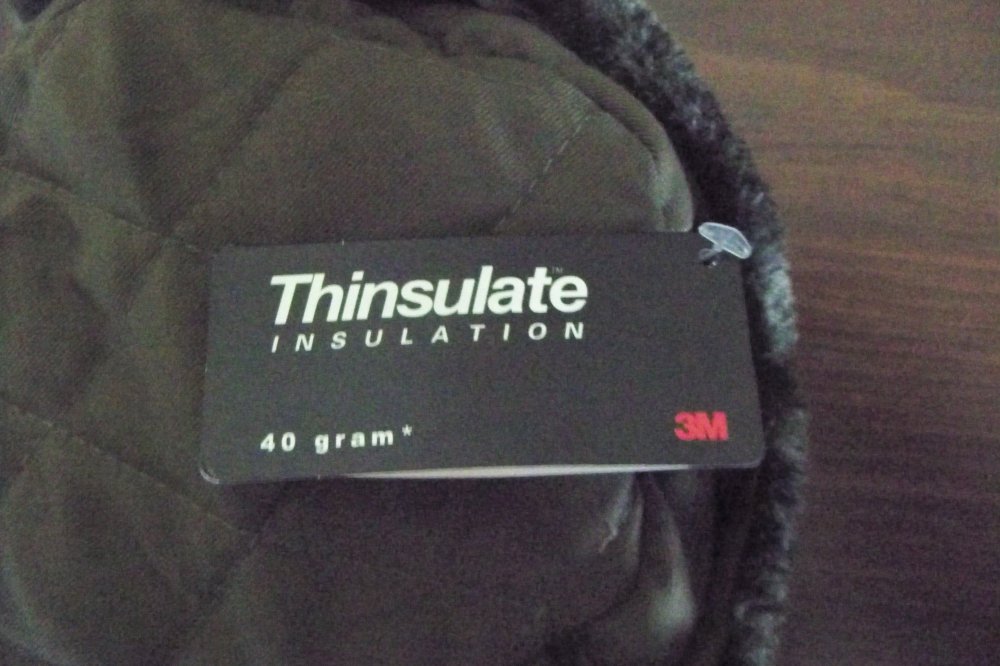 Thinsulate™
INSULATION
40 gram*
3M